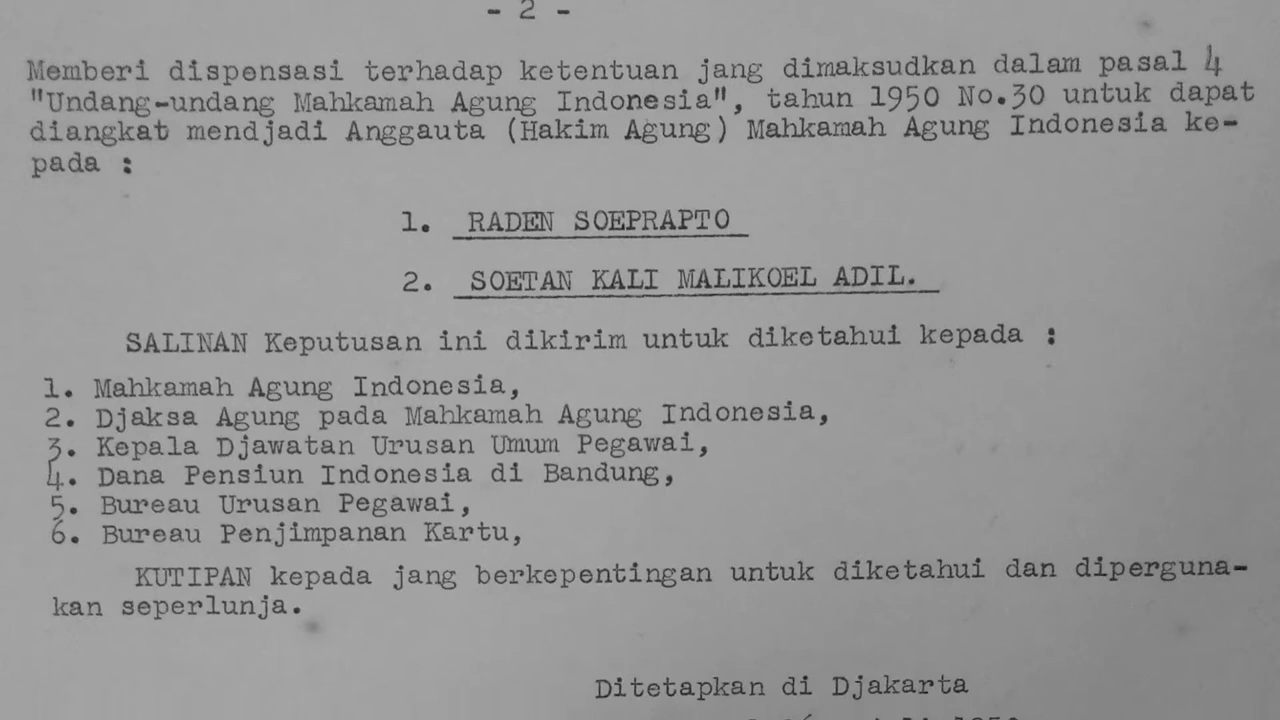 - 2 -
Memberi dispensasi terhadap ketentuan jang dimaksudkan dalam pasal 4
"Undang-undang Mahkamah Agung Indonesia", tahun 1950 No.30 untuk dapat
diangkat mendjadi Anggauta (Hakim Agung) Mahkamah Agung Indonesia ke-
pada :
1. RADEN SOEPRAPTO
2. SOETAN KALI MALIKOEL ADIL.
SALINAN Keputusan ini dikirim untuk diketahui kepada :
1. Mahkamah Agung Indonesia,
2. Djaksa Agung pada Mahkamah Agung Indonesia,
3. Kepala Djawatan Urusan Umum Pegawai,
4. Dana Pensiun Indonesia di Bandung,
5. Bureau Urusan Pegawai,
6. Bureau Penjimpanan Kartu,
KUTIPAN kepada jang berkepentingan untuk diketahui dan diperguna-
kan seperlunja.
Ditetapkan di Djakarta